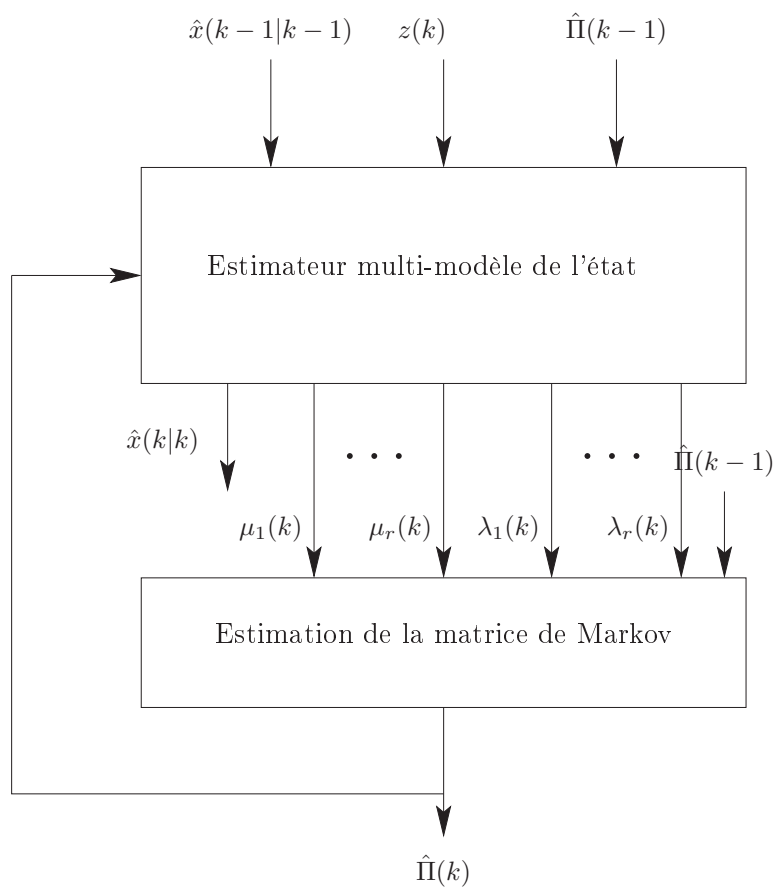 x̂(k − 1|k − 1) z(k) Π̂(k − 1)
Estimateur multi-modèle de l'état
x̂(k|k) . . . . . . Π̂(k − 1)
μ₁(k) μᵣ(k) λ₁(k) λᵣ(k)
Estimation de la matrice de Markov
Π̂(k)